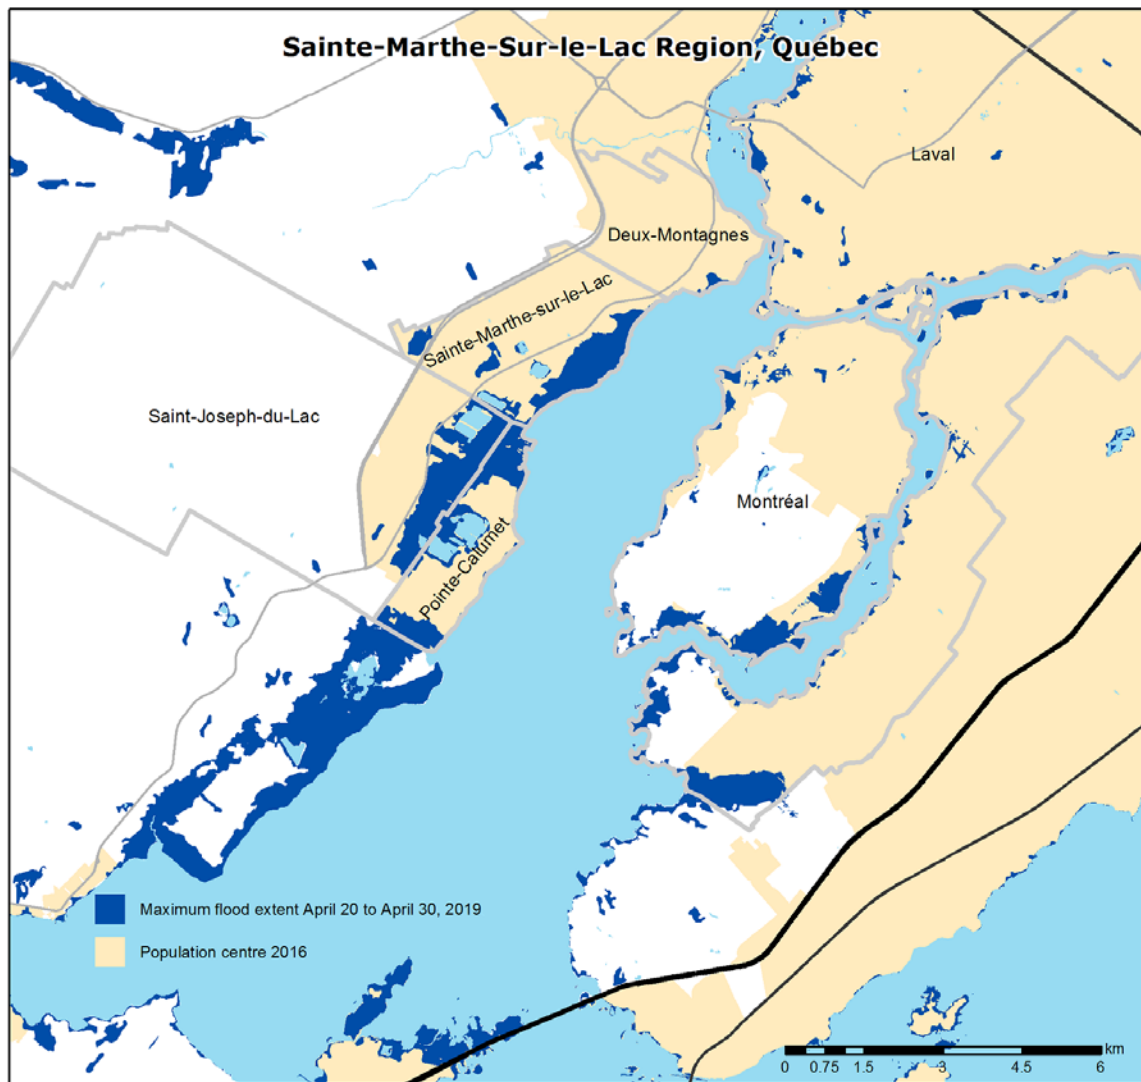 Sainte-Marthe-Sur-le-Lac Region, Québec
Laval
Deux-Montagnes
Sainte-Marthe-sur-le-Lac
Saint-Joseph-du-Lac
Montréal
Pointe-Calumet
Maximum flood extent April 20 to April 30, 2019
Population centre 2016
km
0 0.75 1.5 3 4.5 6